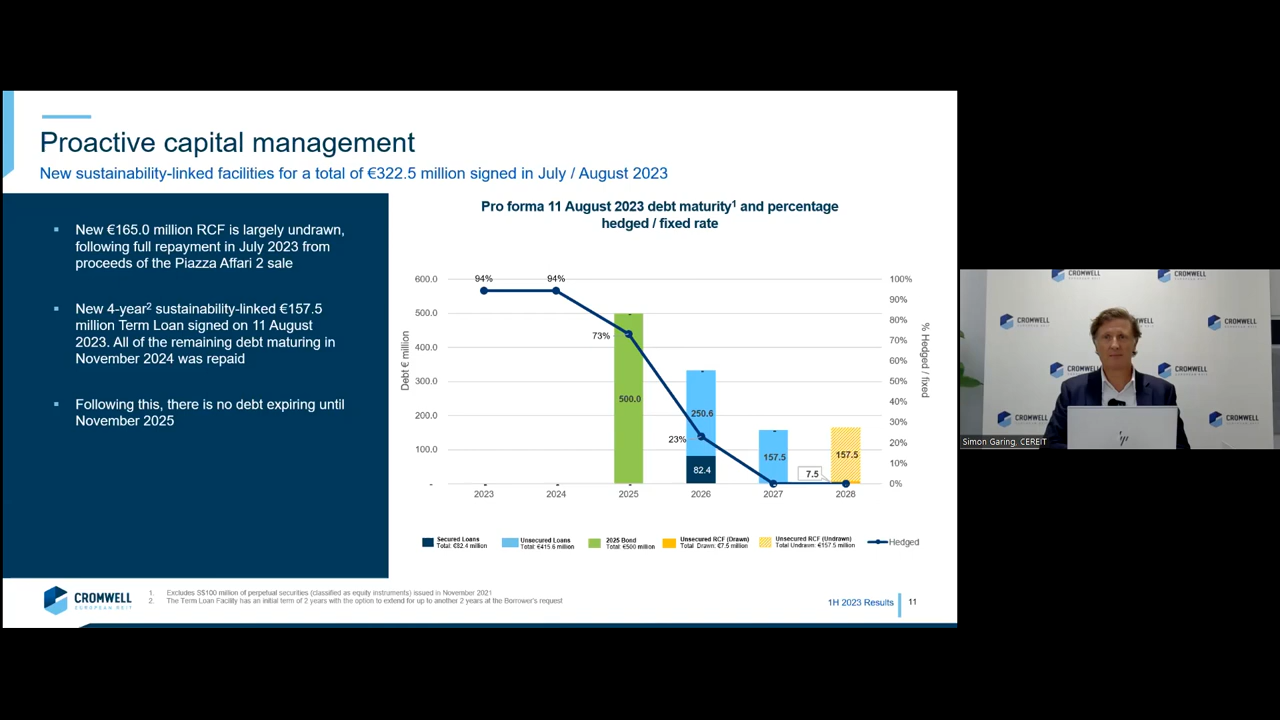 Proactive capital management
New sustainability-linked facilities for a total of €322.5 million signed in July / August 2023
▪ New €165.0 million RCF is largely undrawn,
following full repayment in July 2023 from
proceeds of the Piazza Affari 2 sale
▪ New 4-year2 sustainability-linked €157.5
million Term Loan signed on 11 August
2023. All of the remaining debt maturing in
November 2024 was repaid
▪ Following this, there is no debt expiring until
November 2025
Pro forma 11 August 2023 debt maturity1 and percentage
hedged / fixed rate
Debt € million
600.0
500.0
400.0
300.0
200.0
100.0
-
94%
94%
73%
23%
500.0
250.6
82.4
157.5
7.5
157.5
100%
90%
80%
70%
60%
50%
40%
30%
20%
10%
0%
% Hedged / fixed
2023 2024 2025 2026 2027 2028
Secured Loans
Total: €82.4 million
Unsecured Loans
Total: €415.6 million
2025 Bond
Total: €500 million
Unsecured RCF (Drawn)
Total Drawn: €7.5 million
Unsecured RCF (Undrawn)
Total Undrawn: €157.5 million
Hedged
CROMWELL
EUROPEAN REIT
1. Excludes S$100 million of perpetual securities (classified as equity instruments) issued in November 2021
2. The Term Loan Facility has an initial term of 2 years with the option to extend for up to another 2 years at the Borrower's request
1H 2023 Results 11
CROMWELL
CROMWELL
CROMWELL
CROMWELL
CROMWELL
CROMWELL
CROMWELL
CROMWELL
CROMWELL
hp
Simon Garing, CEREIT